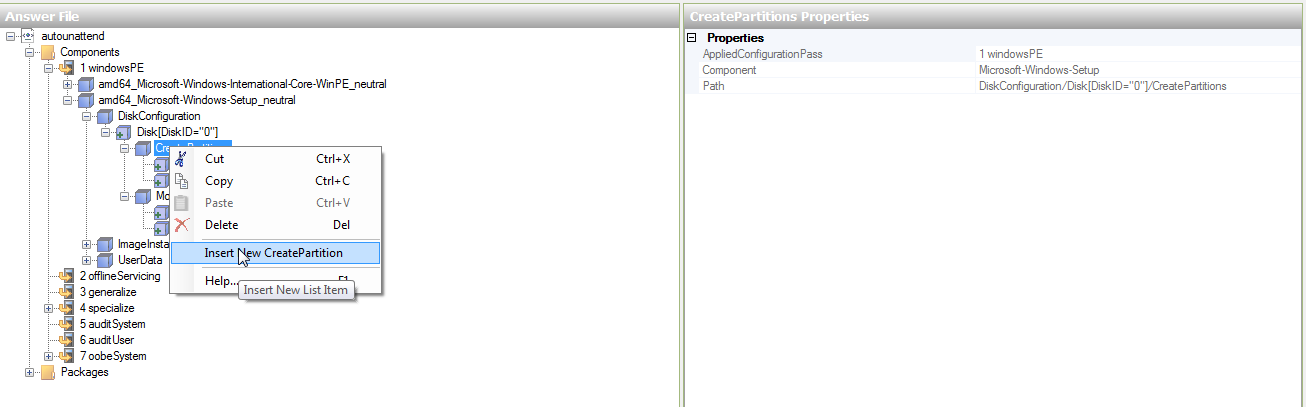 Answer File
autounattend
Components
1 windowsPE
amd64_Microsoft-Windows-International-Core-WinPE_neutral
amd64_Microsoft-Windows-Setup_neutral
DiskConfiguration
Disk[DiskID="0"]
Cut Ctrl+X
Copy Ctrl+C
Paste Ctrl+V
Mo
Delete Del
ImageInsta
Insert New CreatePartition
UserData
2 offlineServicing
Help... F1
Insert New List Item
3 generalize
4 specialize
5 auditSystem
6 auditUser
7 oobeSystem
Packages
CreatePartitions Properties
Properties
AppliedConfigurationPass 1 windowsPE
Component Microsoft-Windows-Setup
Path DiskConfiguration/Disk[DiskID="0"]/CreatePartitions